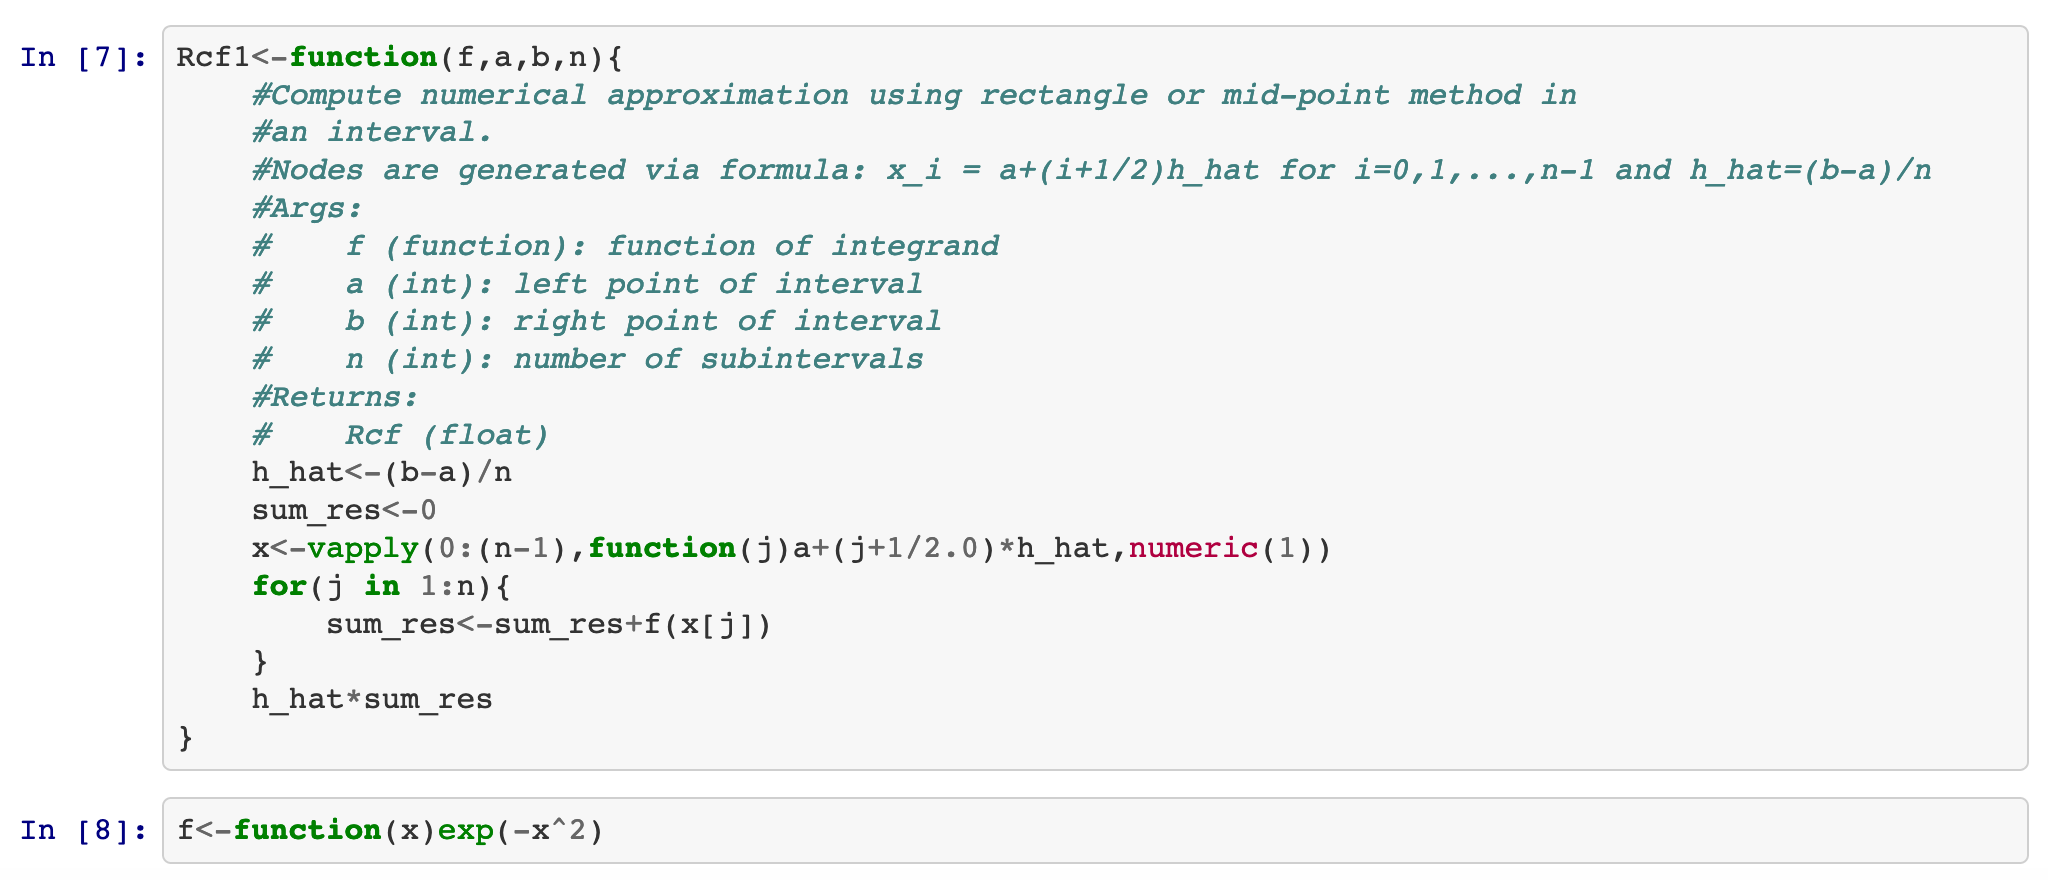 In [7]: Rcf1<-function(f,a,b,n){
    #Compute numerical approximation using rectangle or mid-point method in
    #an interval.
    #Nodes are generated via formula: x_i = a+(i+1/2)h_hat for i=0,1,...,n-1 and h_hat=(b-a)/n
    #Args:
    #    f (function): function of integrand
    #    a (int): left point of interval
    #    b (int): right point of interval
    #    n (int): number of subintervals
    #Returns:
    #    Rcf (float)
    h_hat<-(b-a)/n
    sum_res<-0
    x<-vapply(0:(n-1),function(j)a+(j+1/2.0)*h_hat,numeric(1))
    for(j in 1:n){
        sum_res<-sum_res+f(x[j])
    }
    h_hat*sum_res
}
In [8]: f<-function(x)exp(-x^2)